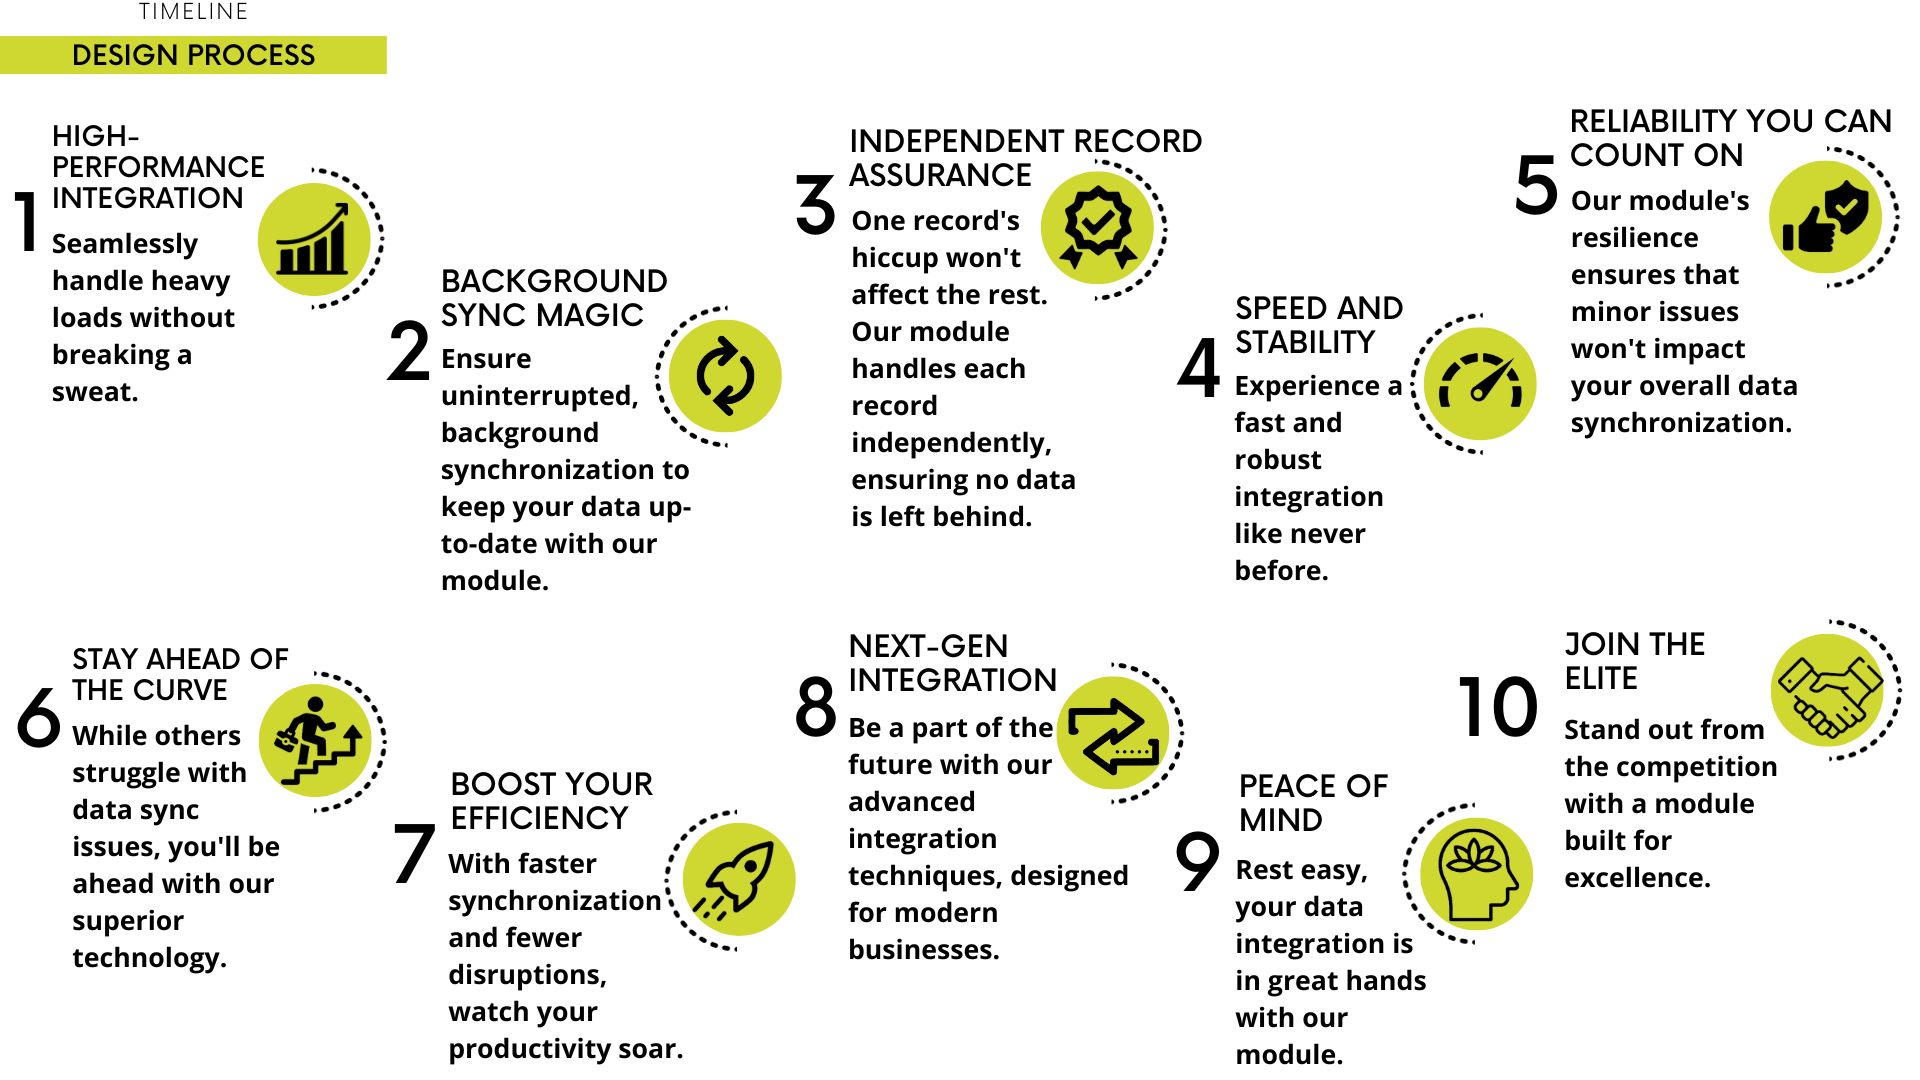 TIMELINE
DESIGN PROCESS
1
HIGH-
PERFORMANCE
INTEGRATION
Seamlessly
handle heavy
loads without
breaking a
sweat.
2
BACKGROUND
SYNC MAGIC
Ensure
uninterrupted,
background
synchronization to
keep your data up-
to-date with our
module.
3
INDEPENDENT RECORD
ASSURANCE
One record's
hiccup won't
affect the rest.
Our module
handles each
record
independently,
ensuring no data
is left behind.
4
SPEED AND
STABILITY
Experience a
fast and
robust
integration
like never
before.
5
RELIABILITY YOU CAN
COUNT ON
Our module's
resilience
ensures that
minor issues
won't impact
your overall data
synchronization.
6
STAY AHEAD OF
THE CURVE
While others
struggle with
data sync
issues, you'll be
ahead with our
superior
technology.
7
BOOST YOUR
EFFICIENCY
With faster
synchronization
and fewer
disruptions,
watch your
productivity soar.
8
NEXT-GEN
INTEGRATION
Be a part of the
future with our
advanced
integration
techniques, designed
for modern
businesses.
9
PEACE OF
MIND
Rest easy,
your data
integration is
in great hands
with our
module.
10
JOIN THE
ELITE
Stand out from
the competition
with a module
built for
excellence.